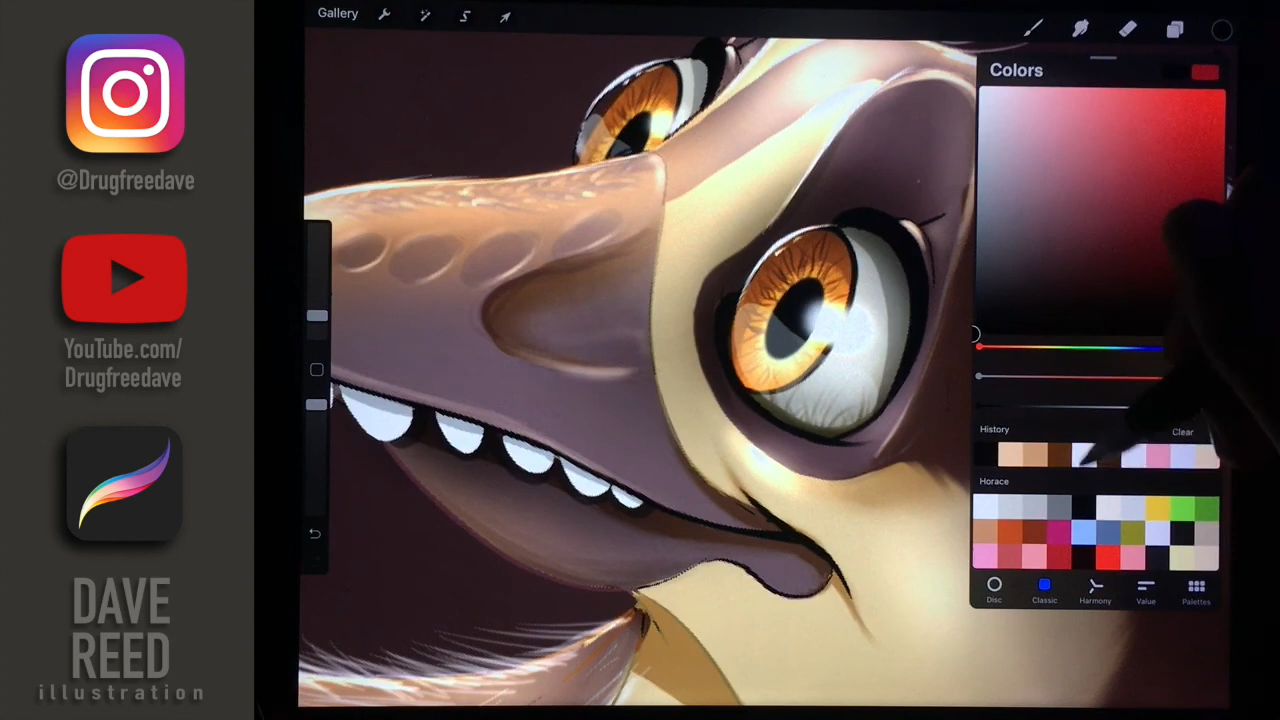 @Drugfreedave
YouTube.com/
Drugfreedave
DAVE
REED
illustration
Gallery
Colors
History
Clear
Horace
Disc
Classic
Harmony
Value
Palettes